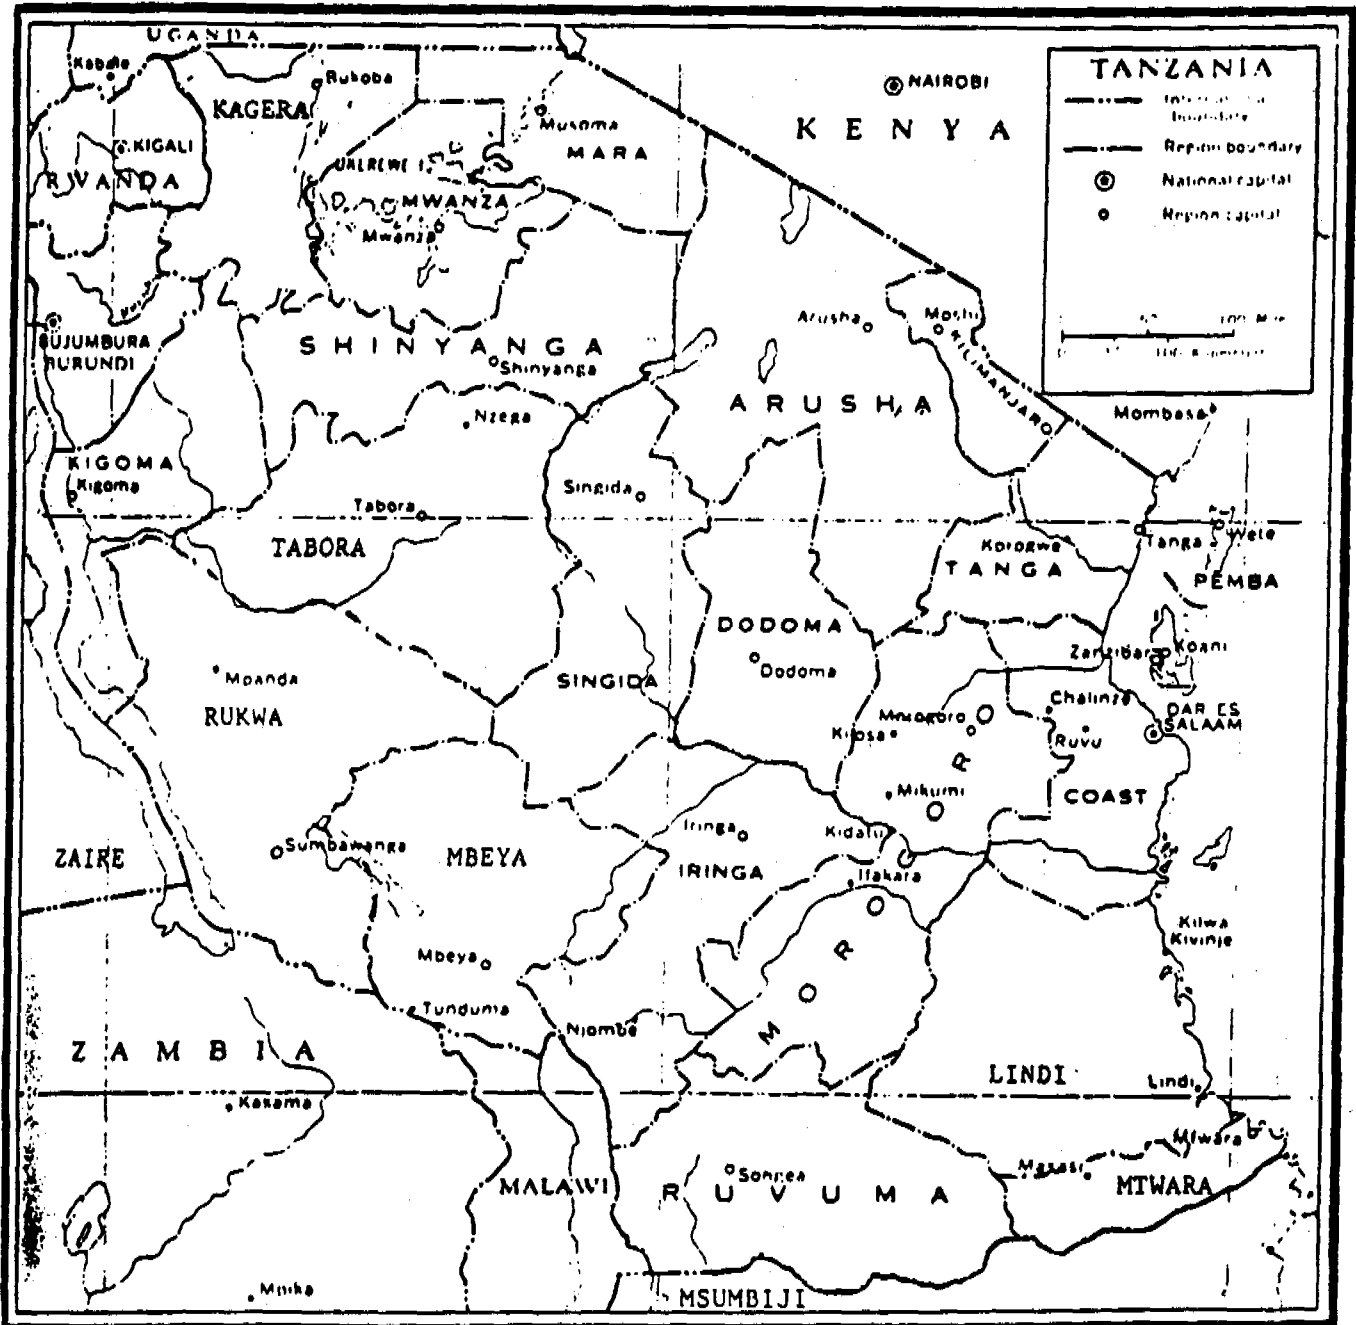 UGANDA
Kabale
Bukoba
KAGERA
NAIROBI
KENYA
TANZANIA
boundary
Region boundary
National capital
Region capital
Musoma
MARA
KIGALI
RVANDA
UKEREWE I.
MWANZA
Mwanza
BUJUMBURA
BURUNDI
SHINYANGA
Shinyanga
Arusha
Moshi
KILIMANJARO
ARUSHA
Mombasa
Nzega
KIGOMA
Kigoma
Singida
Tabora
TABORA
Korogwe
TANGA
Tanga
Wete
PEMBA
DODOMA
Dodoma
Zanzibar
Koani
Mpanda
RUKWA
SINGIDA
Chalinze
DAR ES
SALAAM
Morogoro
Kilosa
Ruvu
Mikumi
COAST
MOROGORO
Iringa
Kidatu
Sumbawanga
MBEYA
ZAIRE
IRINGA
Ifakara
Kilwa
Kivinje
Mbeya
Tunduma
Njombe
ZAMBIA
LINDI
Lindi
Kasama
Mtwara
Masasi
MTWARA
MALAWI
Songea
RUVUMA
Mpika
MSUMBIJI